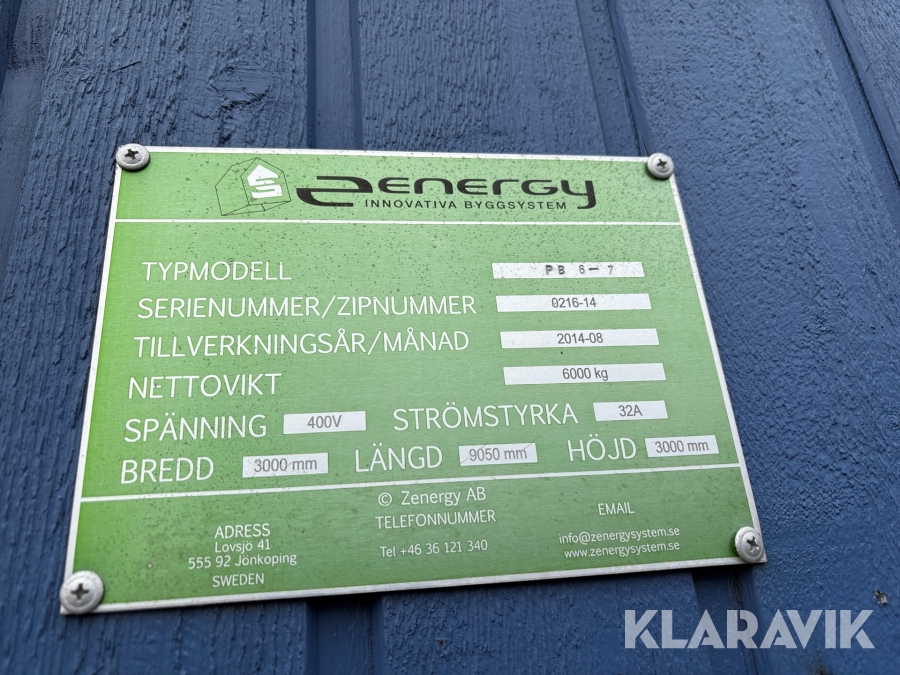 ZENERGY
INNOVATIVA BYGGSYSTEM
TYPMODELL PB 6-7
SERIENUMMER/ZIPNUMMER 0216-14
TILLVERKNINGSÅR/MÅNAD 2014-08
NETTOVIKT 6000 kg
SPÄNNING 400V STRÖMSTYRKA 32A
BREDD 3000 mm LÄNGD 9050 mm HÖJD 3000 mm
© Zenergy AB
ADRESS
Lovsjö 41
555 92 Jönkoping
SWEDEN
TELEFONNUMMER
Tel +46 36 121 340
EMAIL
info@zenergysystem.se
www.zenergysystem.se
KLARAVIK